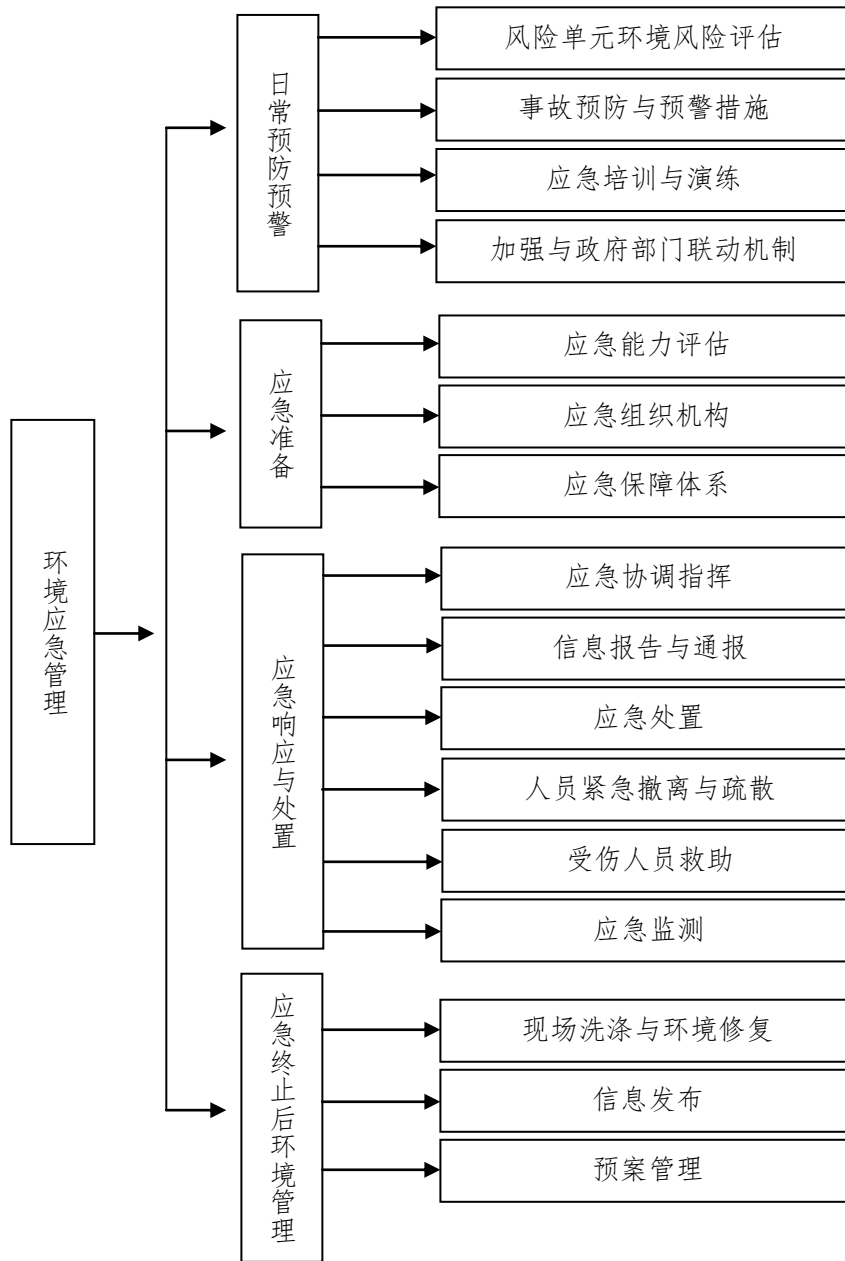 环境应急管理
日常预防预警
风险单元环境风险评估
事故预防与预警措施
应急培训与演练
加强与政府部门联动机制
应急准备
应急能力评估
应急组织机构
应急保障体系
应急响应与处置
应急协调指挥
信息报告与通报
应急处置
人员紧急撤离与疏散
受伤人员救助
应急监测
应急终止后环境管理
现场洗涤与环境修复
信息发布
预案管理